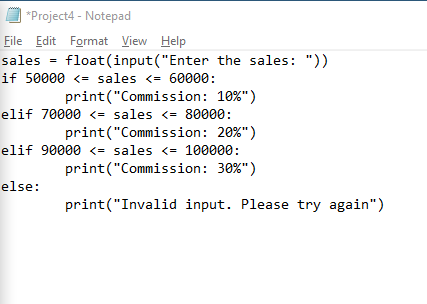 *Project4 - Notepad
File Edit Format View Help
sales = float(input("Enter the sales: "))
if 50000 <= sales <= 60000:
        print("Commission: 10%")
elif 70000 <= sales <= 80000:
        print("Commission: 20%")
elif 90000 <= sales <= 100000:
        print("Commission: 30%")
else:
        print("Invalid input. Please try again")